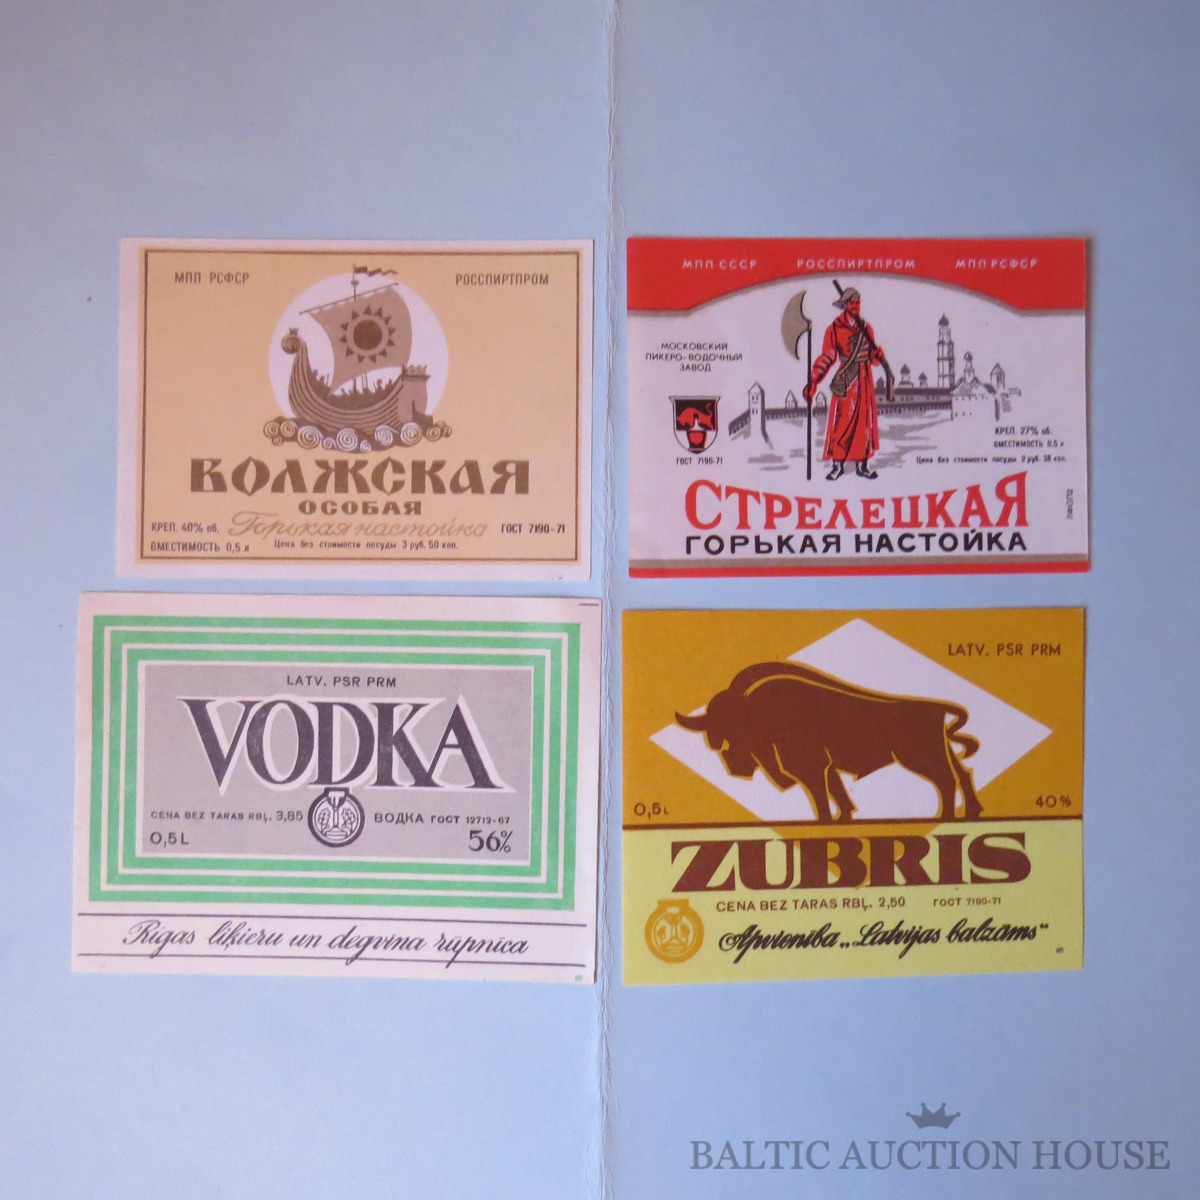 МПП РСФСР РОССПИРТПРОМ
ВОЛЖСКАЯ
ОСОБАЯ
Горькая настойка
КРЕП. 40% об. ГОСТ 7190-71
ВМЕСТИМОСТЬ 0,5 л Цена без стоимости посуды 3 руб. 50 коп.
МПП СССР РОССПИРТПРОМ МПП РСФСР
МОСКОВСКИЙ
ЛИКЕРО-ВОДОЧНЫЙ
ЗАВОД
ГОСТ 7190-71
КРЕП. 27% об.
ВМЕСТИМОСТЬ 0,5 л
Цена без стоимости посуды 2 руб. 38 коп.
СТРЕЛЕЦКАЯ
ГОРЬКАЯ НАСТОЙКА
LATV. PSR PRM
VODKA
CENA BEZ TARAS RBĻ. 3,85 ВОДКА ГОСТ 12712-67
0,5 L 56%
Rīgas liķieru un degvīna rūpnīca
LATV. PSR PRM
0,5 L 40%
ZUBRIS
CENA BEZ TARAS RBĻ. 2,50 ГОСТ 7190-71
Apvienība „Latvijas balzāms“
BALTIC AUCTION HOUSE